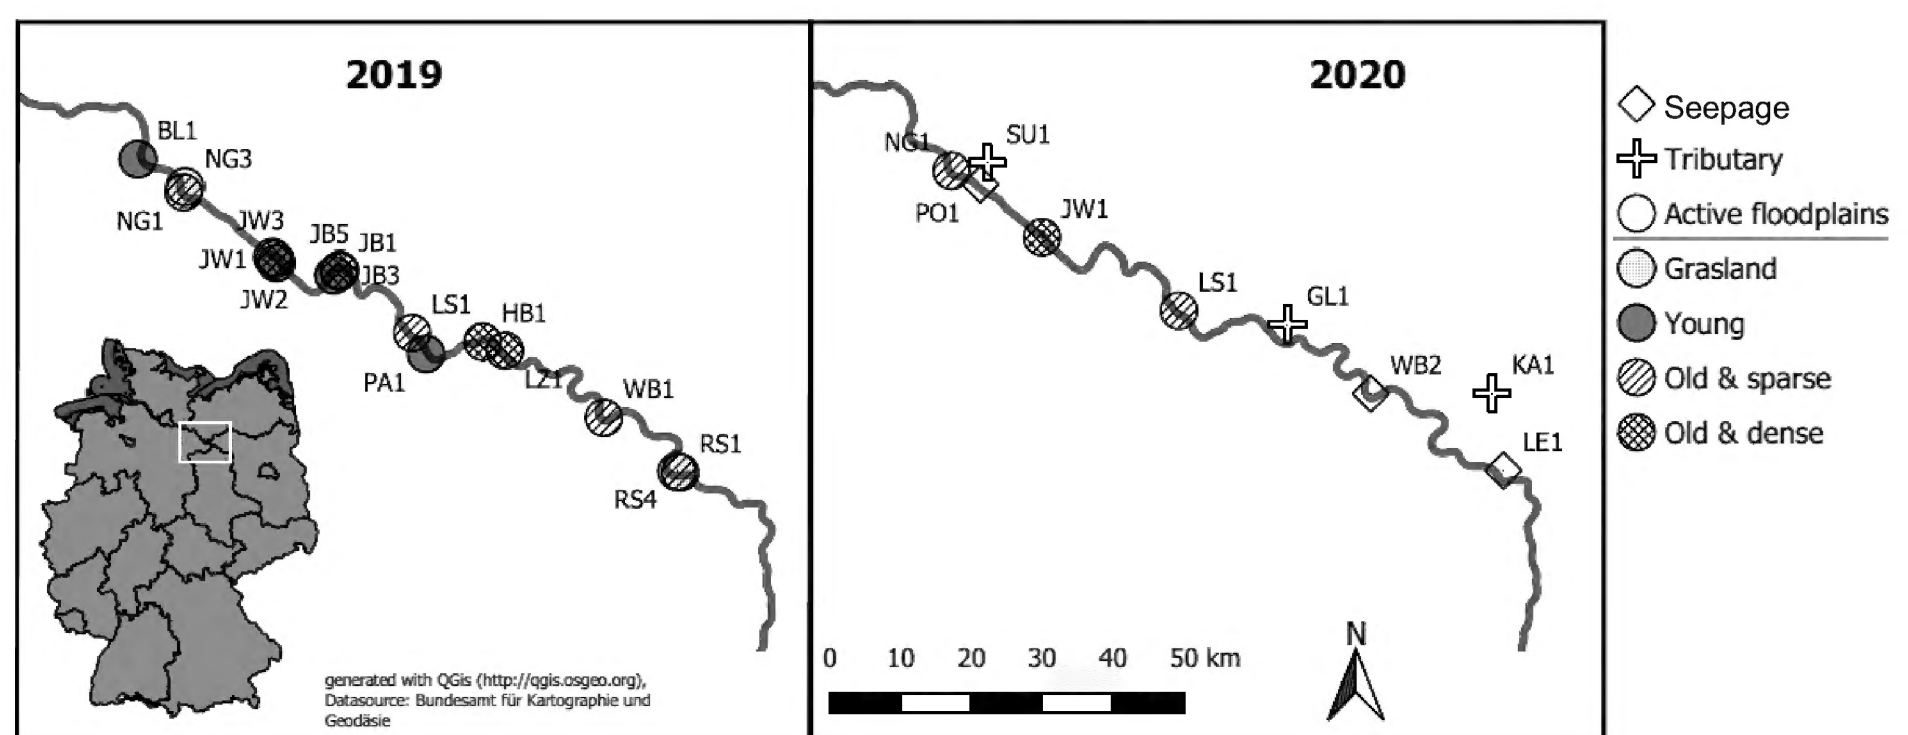 2019
BL1
NG3
NG1
JW3
JW1
JW2
JB5
JB1
JB3
LS1
HB1
PA1
LZ1
WB1
RS1
RS4
generated with QGis (http://qgis.osgeo.org),
Datasource: Bundesamt für Kartographie und
Geodäsie
2020
NG1
SU1
PO1
JW1
LS1
GL1
WB2
KA1
LE1
0 10 20 30 40 50 km
N
Seepage
Tributary
Active floodplains
Grasland
Young
Old & sparse
Old & dense